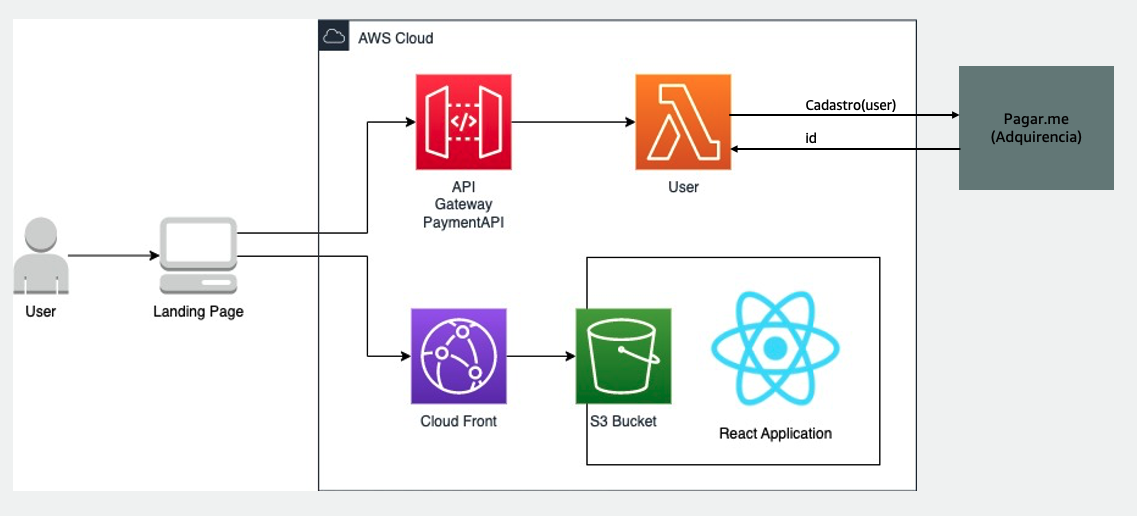 AWS Cloud
Cadastro(user)
id
Pagar.me
(Adquirencia)
</>
API
Gateway
PaymentAPI
User
User
Landing Page
Cloud Front
S3 Bucket
React Application